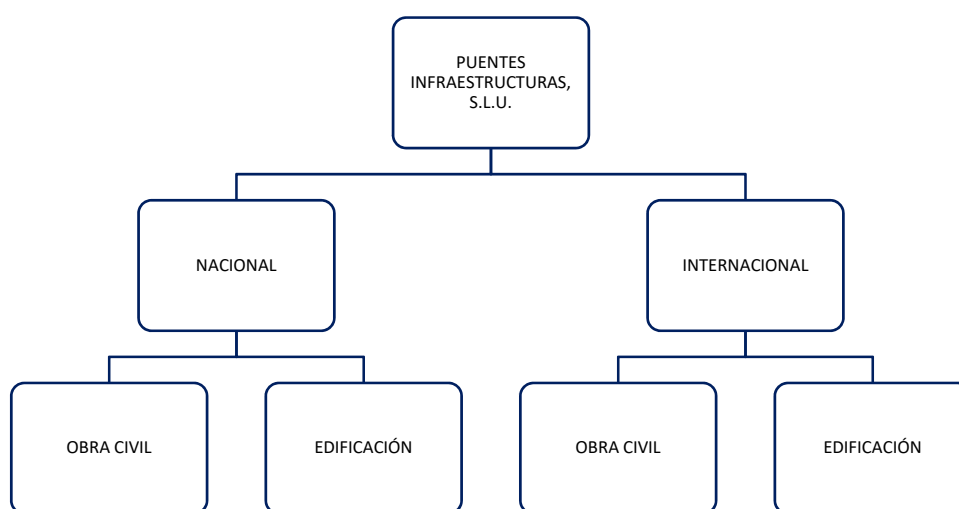 PUENTES
INFRAESTRUCTURAS,
S.L.U.
NACIONAL
INTERNACIONAL
OBRA CIVIL
EDIFICACIÓN
OBRA CIVIL
EDIFICACIÓN